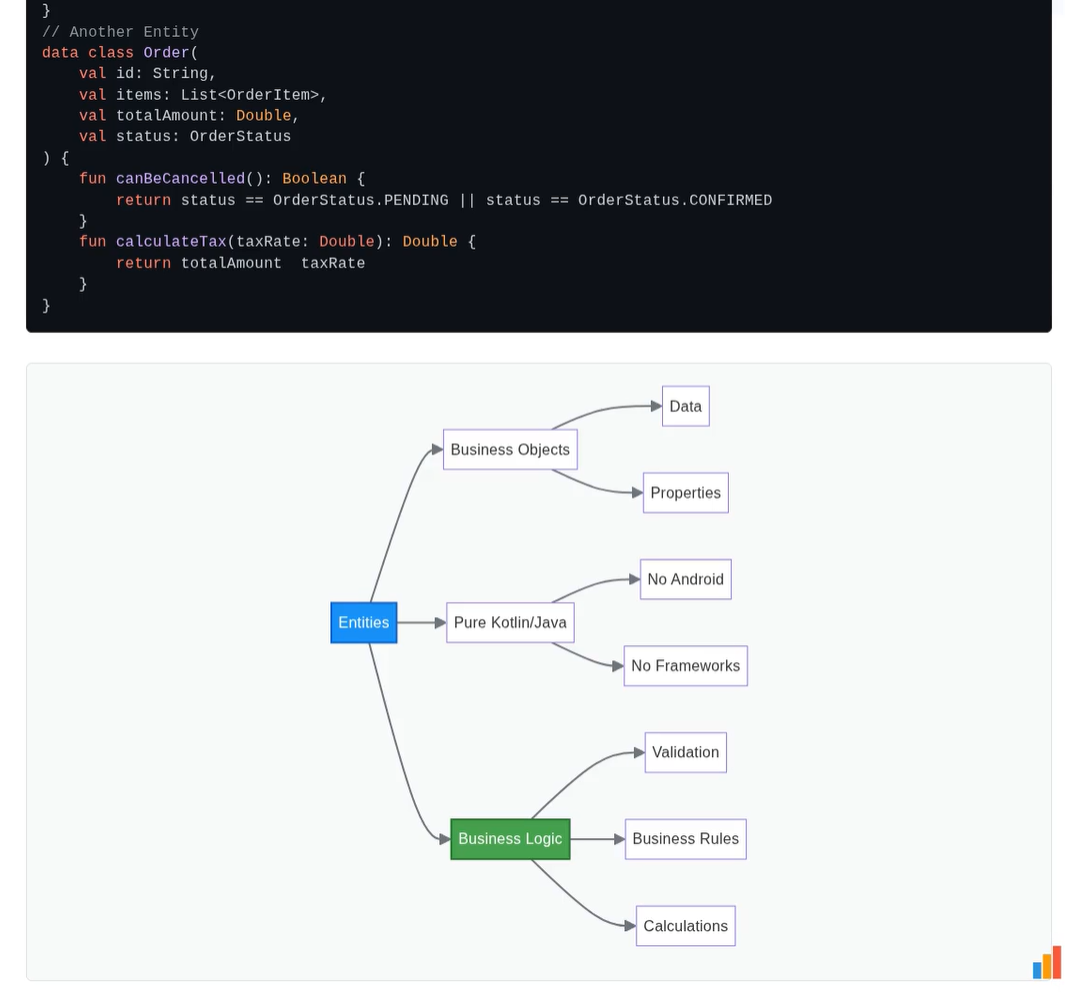 }
// Another Entity
data class Order(
    val id: String,
    val items: List<OrderItem>,
    val totalAmount: Double,
    val status: OrderStatus
) {
    fun canBeCancelled(): Boolean {
        return status == OrderStatus.PENDING || status == OrderStatus.CONFIRMED
    }
    fun calculateTax(taxRate: Double): Double {
        return totalAmount  taxRate
    }
}
Data
Business Objects
Properties
No Android
Entities
Pure Kotlin/Java
No Frameworks
Validation
Business Logic
Business Rules
Calculations